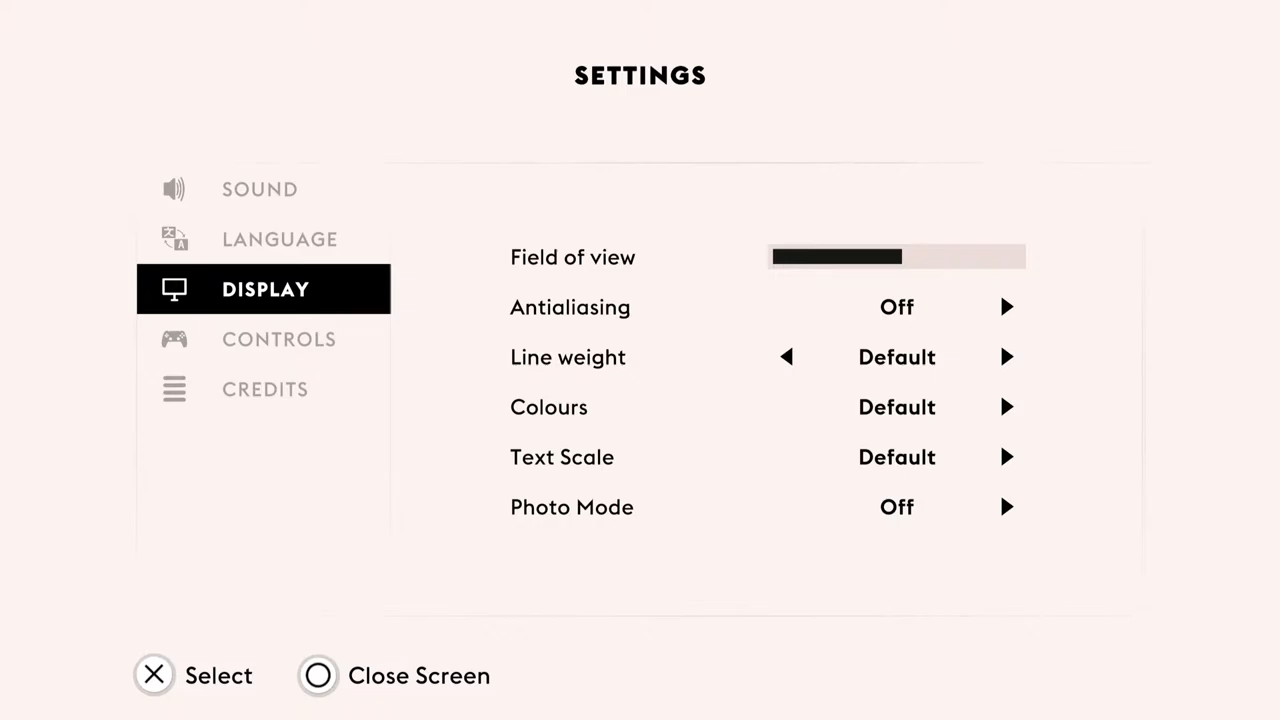 SETTINGS
SOUND
LANGUAGE
DISPLAY
CONTROLS
CREDITS
Field of view
Antialiasing Off
Line weight Default
Colours Default
Text Scale Default
Photo Mode Off
Select Close Screen